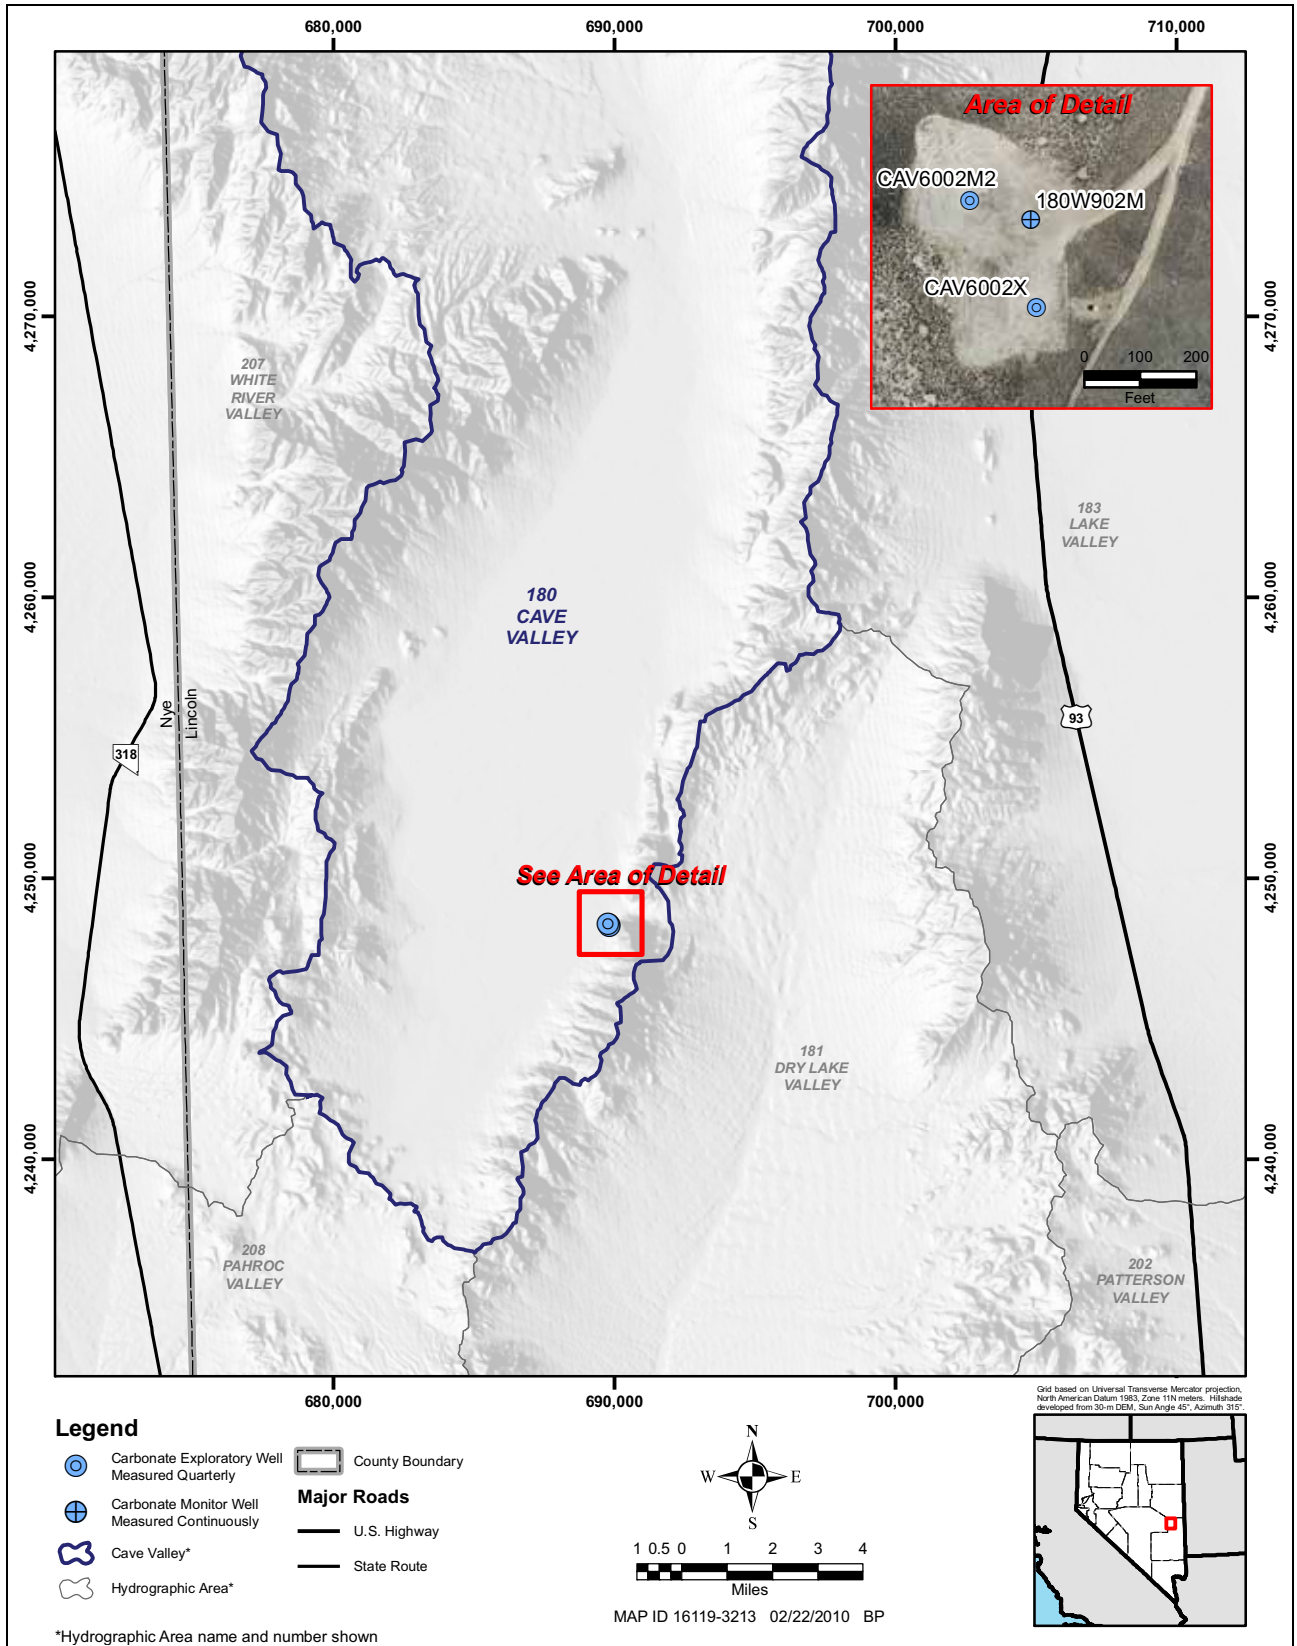 680,000
690,000
700,000
710,000
Area of Detail
CAV6002M2
180W902M
CAV6002X
0 100 200
Feet
4,270,000
4,270,000
207
WHITE
RIVER
VALLEY
183
LAKE
VALLEY
4,260,000
4,260,000
180
CAVE
VALLEY
Nye
Lincoln
318
93
See Area of Detail
4,250,000
4,250,000
181
DRY LAKE
VALLEY
4,240,000
4,240,000
208
PAHROC
VALLEY
202
PATTERSON
VALLEY
680,000
690,000
700,000
Grid based on Universal Transverse Mercator projection,
North American Datum 1983, Zone 11N meters. Hillshade
developed from 30-m DEM, Sun Angle 45°, Azimuth 315°.
Legend
Carbonate Exploratory Well
Measured Quarterly
Carbonate Monitor Well
Measured Continuously
Cave Valley*
Hydrographic Area*
County Boundary
Major Roads
U.S. Highway
State Route
*Hydrographic Area name and number shown
N
W
E
S
1 0.5 0 1 2 3 4
Miles
MAP ID 16119-3213 02/22/2010 BP